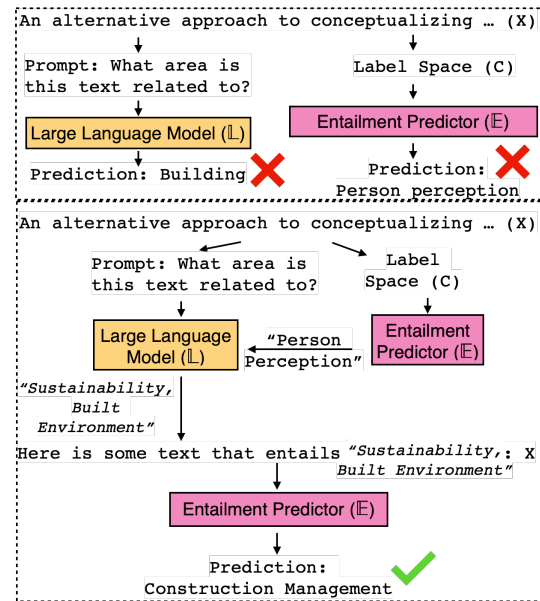 An alternative approach to conceptualizing … (X)
Prompt: What area is
this text related to?
Large Language Model (𝕃)
Prediction: Building
Label Space (C)
Entailment Predictor (𝔼)
Prediction:
Person perception
An alternative approach to conceptualizing … (X)
Prompt: What area is
this text related to?
Large Language
Model (𝕃)
Label
Space (C)
Entailment
Predictor (𝔼)
“Person
Perception”
“Sustainability,
Built
Environment”
Here is some text that entails “Sustainability, : X
Built Environment”
Entailment Predictor (𝔼)
Prediction:
Construction Management